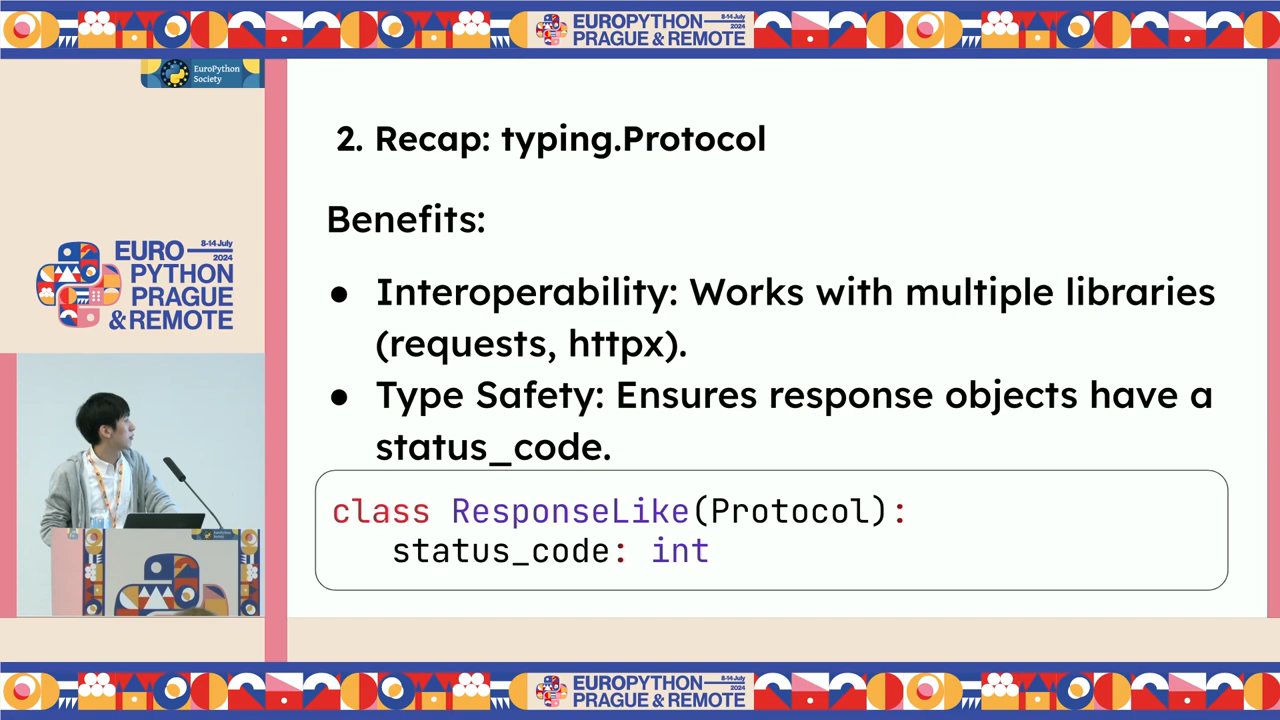 EUROPYTHON 8-14 July 2024
PRAGUE & REMOTE
EuroPython
Society
2. Recap: typing.Protocol
Benefits:
● Interoperability: Works with multiple libraries
(requests, httpx).
● Type Safety: Ensures response objects have a
status_code.
class ResponseLike(Protocol):
status_code: int
EURO 8-14 July 2024
PYTHON
PRAGUE
& REMOTE
EUROPYTHON 8-14 July 2024
PRAGUE & REMOTE